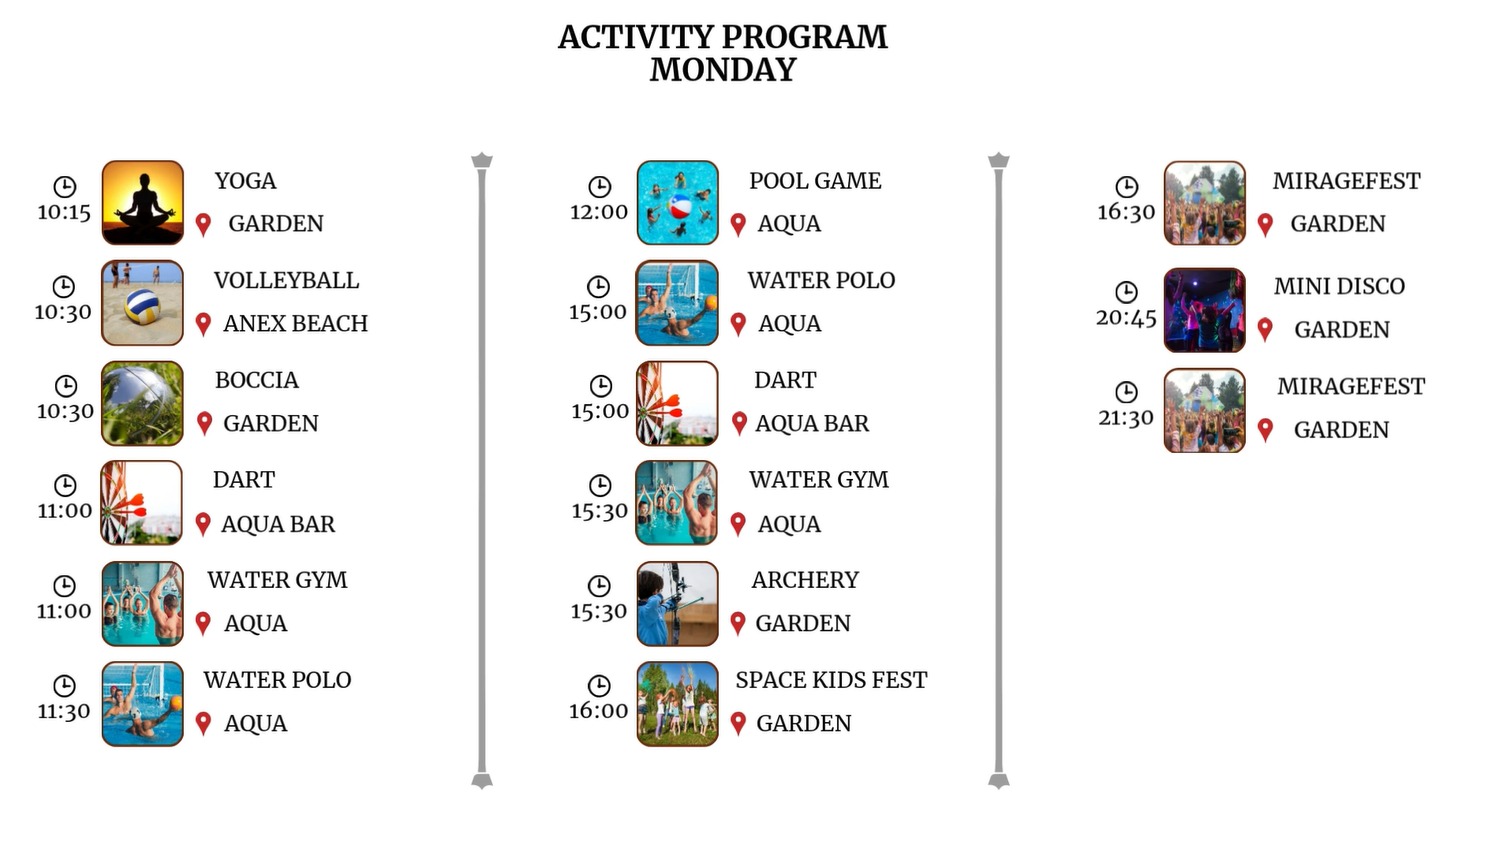 ACTIVITY PROGRAM
MONDAY
10:15
YOGA
GARDEN
10:30
VOLLEYBALL
ANEX BEACH
10:30
BOCCIA
GARDEN
11:00
DART
AQUA BAR
11:00
WATER GYM
AQUA
11:30
WATER POLO
AQUA
12:00
POOL GAME
AQUA
15:00
WATER POLO
AQUA
15:00
DART
AQUA BAR
15:30
WATER GYM
AQUA
15:30
ARCHERY
GARDEN
16:00
SPACE KIDS FEST
GARDEN
16:30
MIRAGEFEST
GARDEN
20:45
MINI DISCO
GARDEN
21:30
MIRAGEFEST
GARDEN